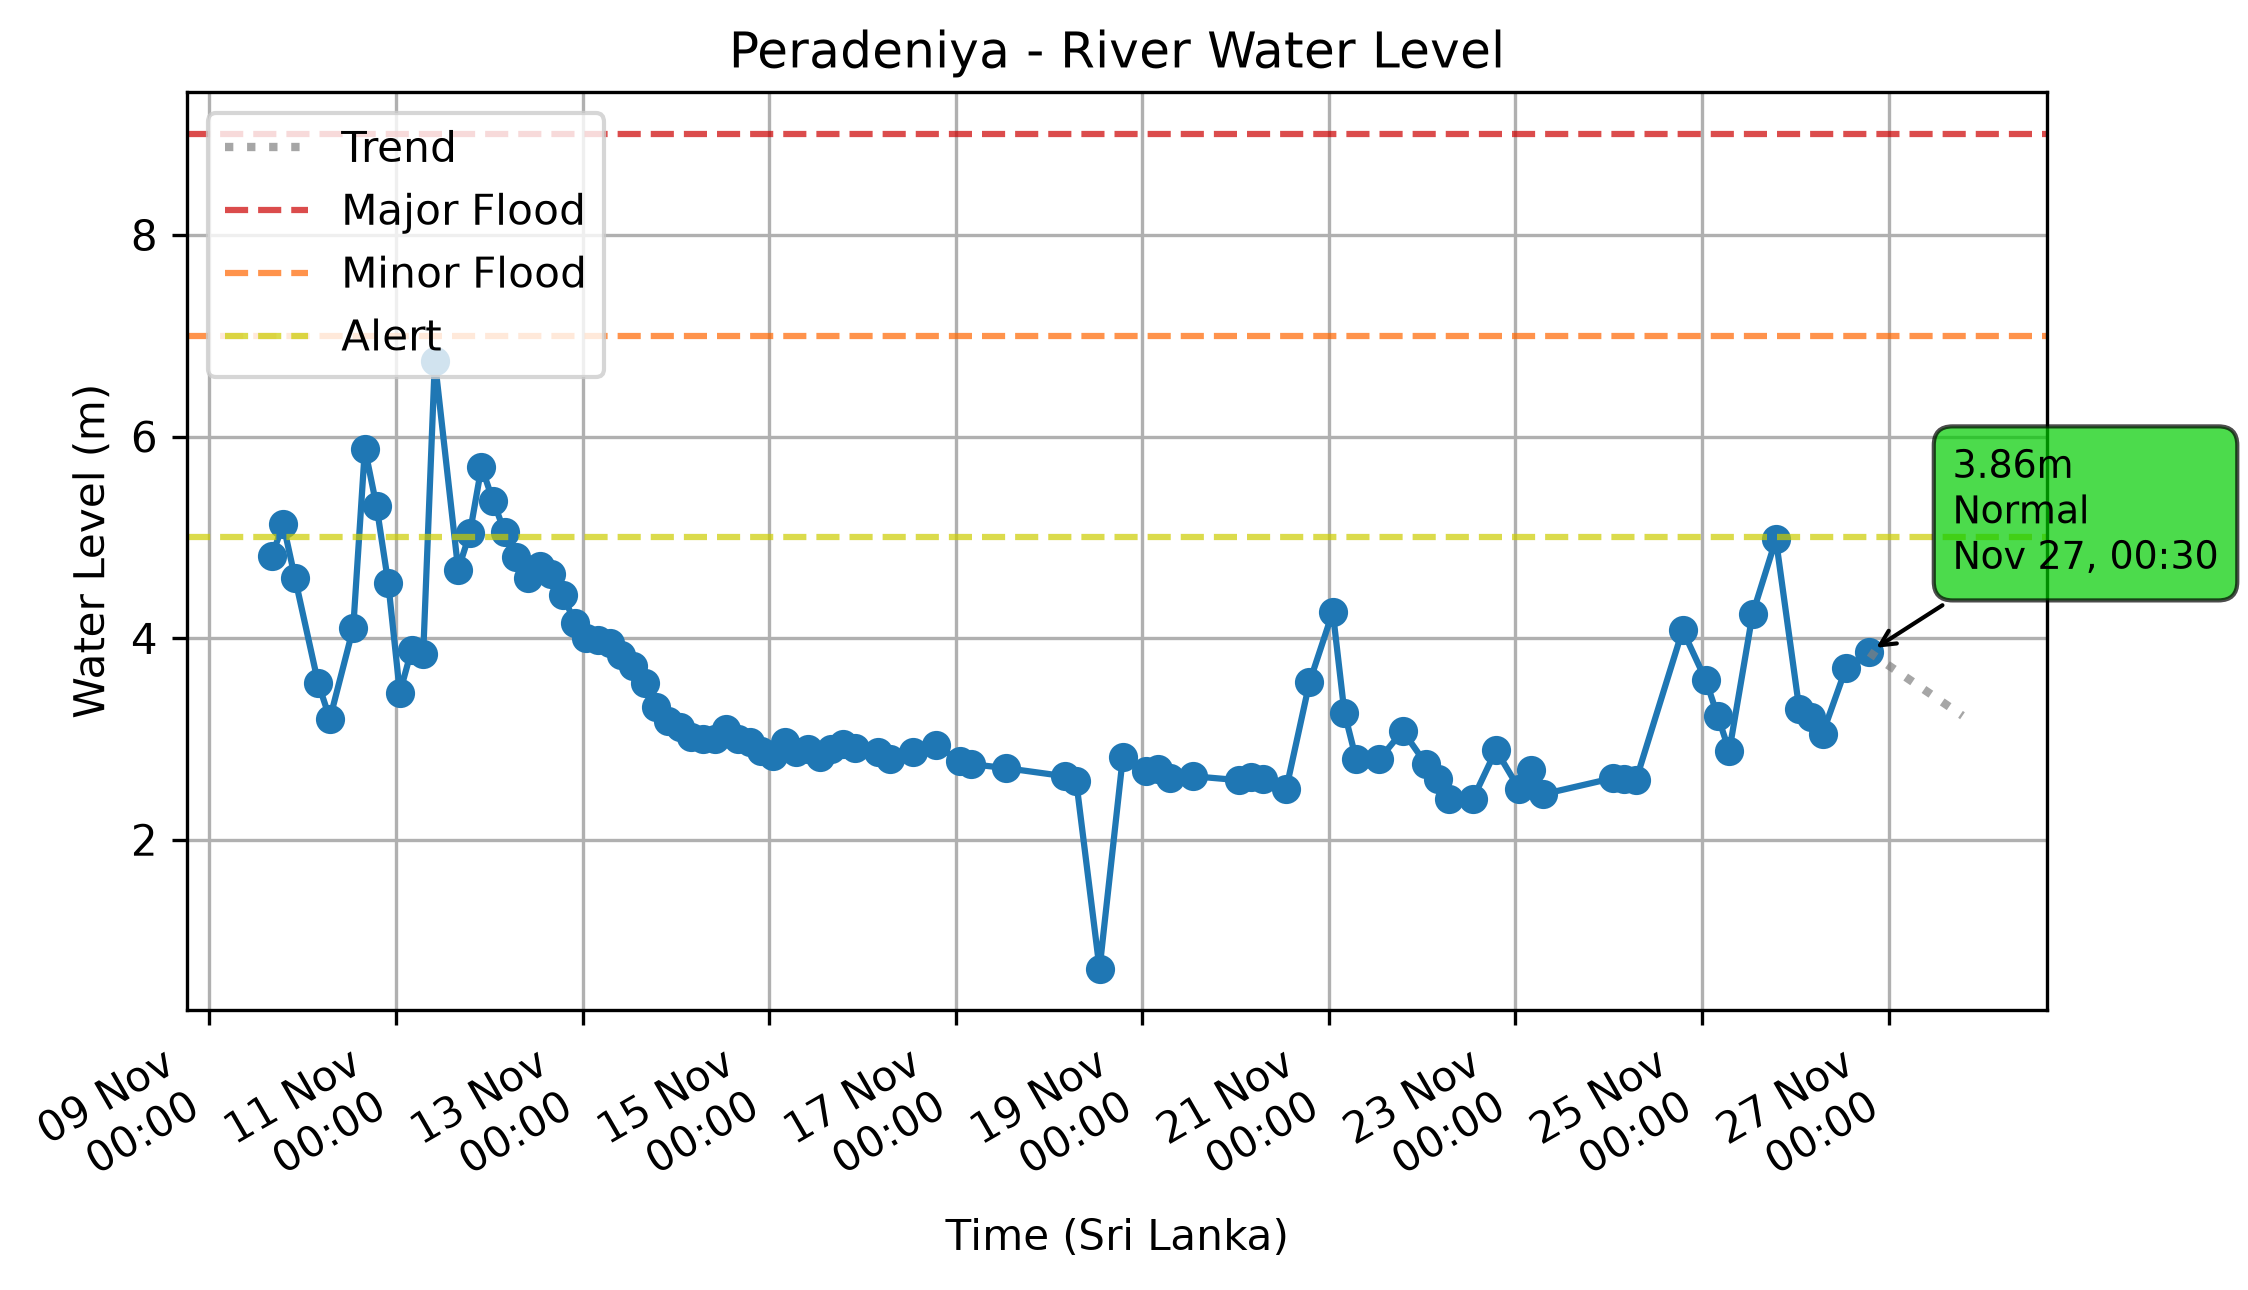 Peradeniya - River Water Level
Trend
Major Flood
Minor Flood
Alert
8
6
4
2
Water Level (m)
3.86m
Normal
Nov 27, 00:30
09 Nov
00:00
11 Nov
00:00
13 Nov
00:00
15 Nov
00:00
17 Nov
00:00
19 Nov
00:00
21 Nov
00:00
23 Nov
00:00
25 Nov
00:00
27 Nov
00:00
Time (Sri Lanka)